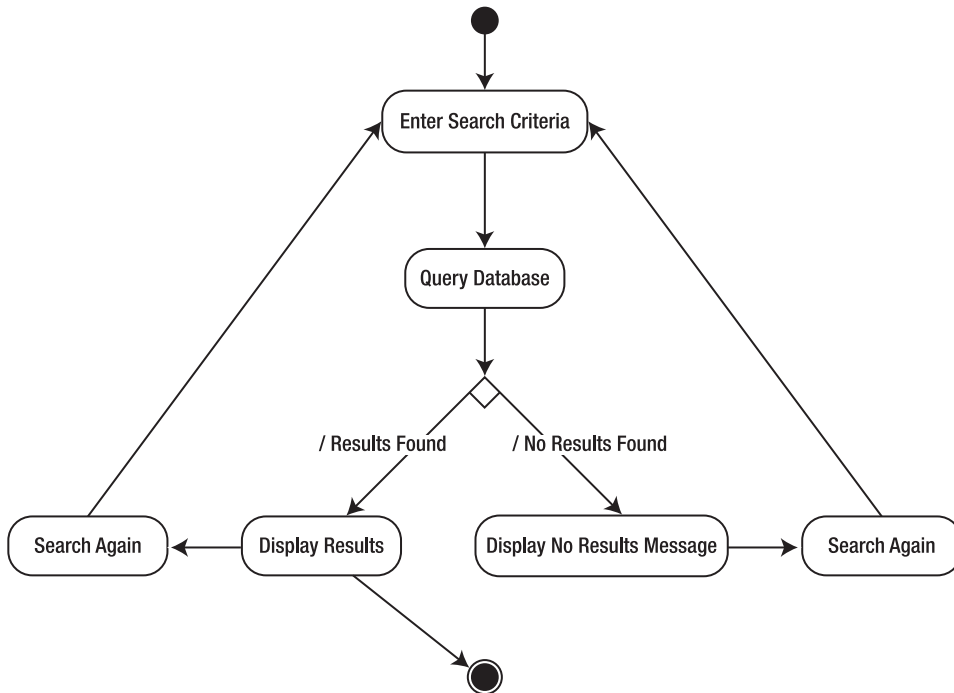 Enter Search Criteria
Query Database
/ Results Found
/ No Results Found
Search Again
Display Results
Display No Results Message
Search Again